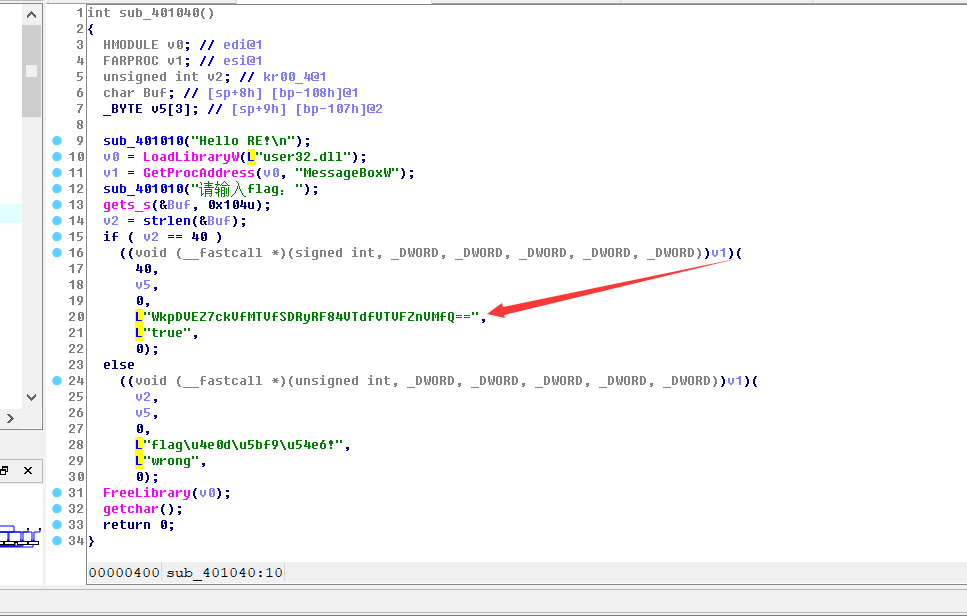 1 int sub_401040()
2 {
3 HMODULE v0; // edi@1
4 FARPROC v1; // esi@1
5 unsigned int v2; // kr00_4@1
6 char Buf; // [sp+8h] [bp-108h]@1
7 _BYTE v5[3]; // [sp+9h] [bp-107h]@2
8
9 sub_401010("Hello RE!\n");
10 v0 = LoadLibraryW(L"user32.dll");
11 v1 = GetProcAddress(v0, "MessageBoxW");
12 sub_401010("请输入flag：");
13 gets_s(&Buf, 0x104u);
14 v2 = strlen(&Buf);
15 if ( v2 == 40 )
16 ((void (__fastcall *)(signed int, _DWORD, _DWORD, _DWORD, _DWORD, _DWORD))v1)(
17 40,
18 v5,
19 0,
20 L"WkpDVEZ7ckVfMTVfSDRyRF84VTdfVTVFZnVMfQ==",
21 L"true",
22 0);
23 else
24 ((void (__fastcall *)(unsigned int, _DWORD, _DWORD, _DWORD, _DWORD, _DWORD))v1)(
25 v2,
26 v5,
27 0,
28 L"flag\u4e0d\u5bf9\u54e6!",
29 L"wrong",
30 0);
31 FreeLibrary(v0);
32 getchar();
33 return 0;
34 }
00000400 sub_401040:10